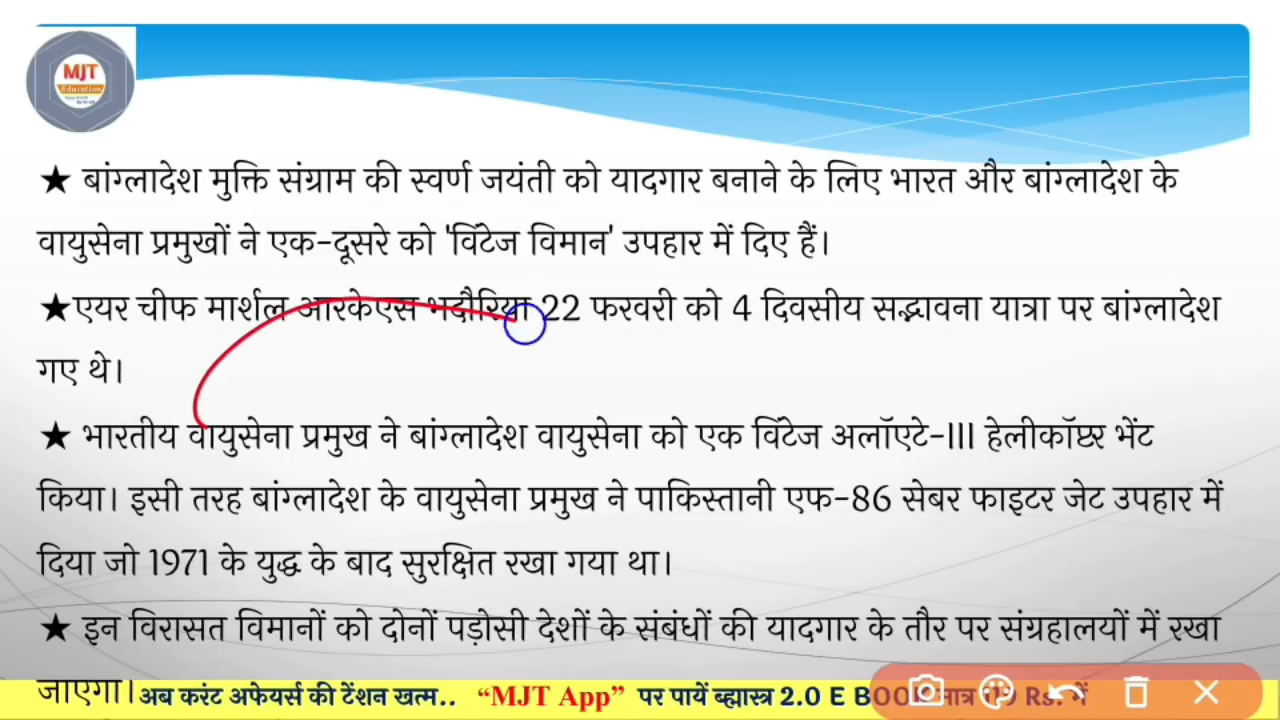 MJT
Education
★ बांग्लादेश मुक्ति संग्राम की स्वर्ण जयंती को यादगार बनाने के लिए भारत और बांग्लादेश के
वायुसेना प्रमुखों ने एक-दूसरे को 'विंटेज विमान' उपहार में दिए हैं।
★एयर चीफ मार्शल आरकेएस भदौरिया 22 फरवरी को 4 दिवसीय सद्भावना यात्रा पर बांग्लादेश
गए थे।
★ भारतीय वायुसेना प्रमुख ने बांग्लादेश वायुसेना को एक विंटेज अलॉएटे-III हेलीकॉप्टर भेंट
किया। इसी तरह बांग्लादेश के वायुसेना प्रमुख ने पाकिस्तानी एफ-86 सेबर फाइटर जेट उपहार में
दिया जो 1971 के युद्ध के बाद सुरक्षित रखा गया था।
★ इन विरासत विमानों को दोनों पड़ोसी देशों के संबंधों की यादगार के तौर पर संग्रहालयों में रखा
जाएगा।
अब करंट अफेयर्स की टेंशन खत्म.. “MJT App” पर पायें ब्ह्मास्त्र 2.0 E BOOK मात्र Rs. में